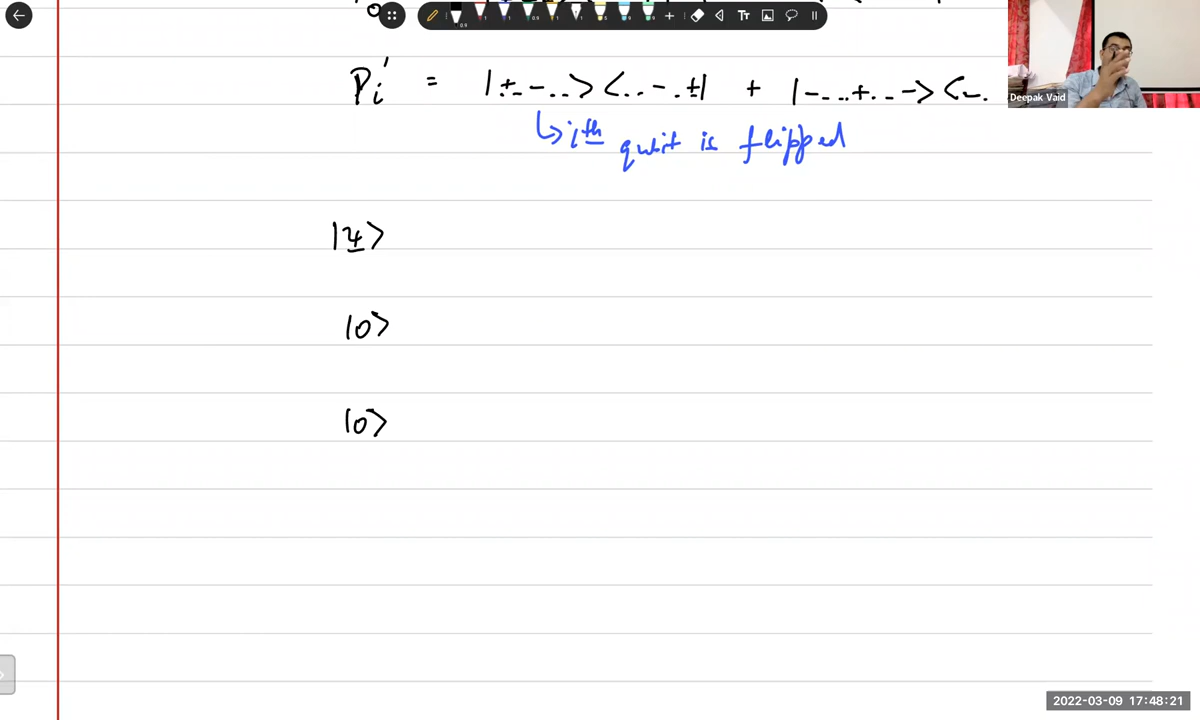 P_i' = |+-..><..-.±| + |-...+..-><-.
↳ i^th qubit is flipped
|ψ>
|0>
|0>
Deepak Vaid
2022-03-09 17:48:21